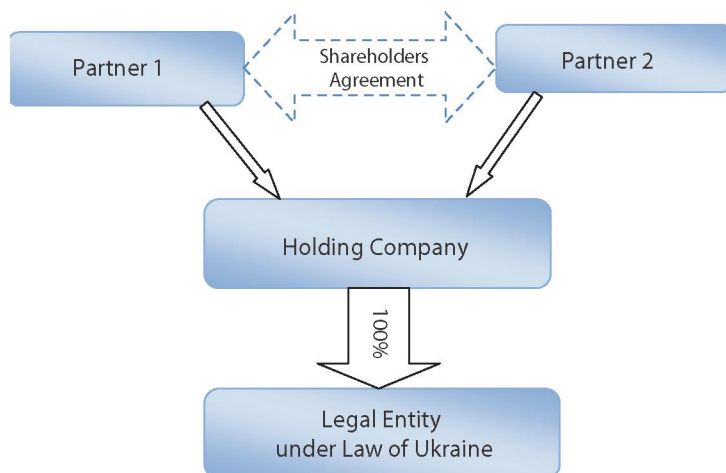 Partner 1
Shareholders
Agreement
Partner 2
Holding Company
100%
Legal Entity
under Law of Ukraine